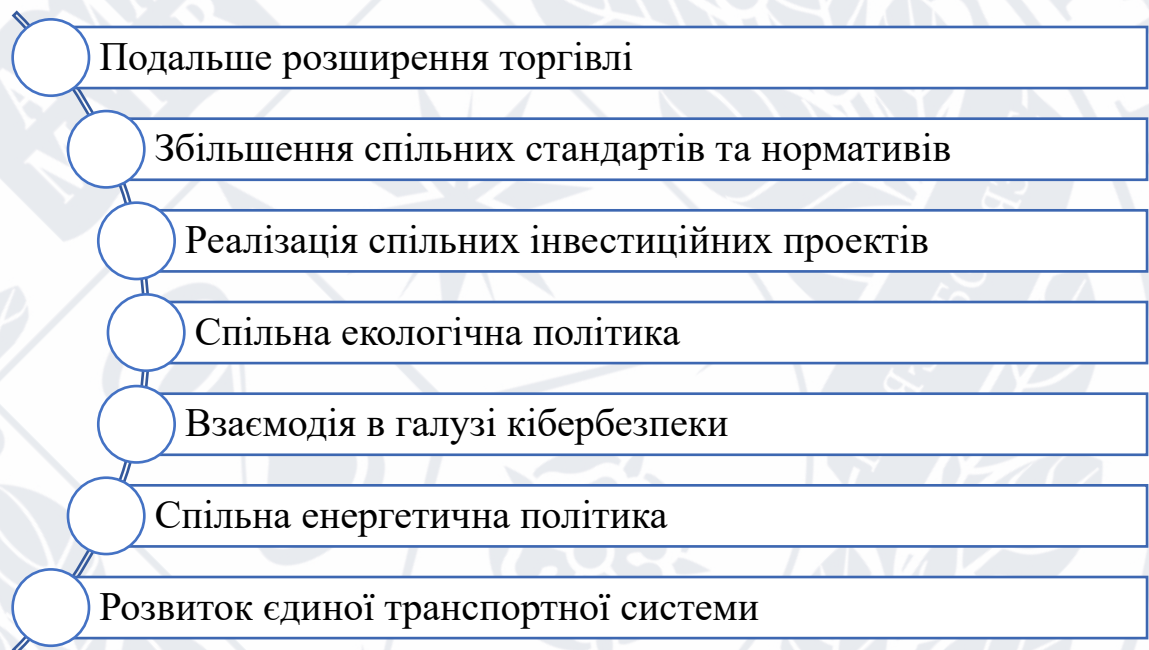 Подальше розширення торгівлі
Збільшення спільних стандартів та нормативів
Реалізація спільних інвестиційних проектів
Спільна екологічна політика
Взаємодія в галузі кібербезпеки
Спільна енергетична політика
Розвиток єдиної транспортної системи